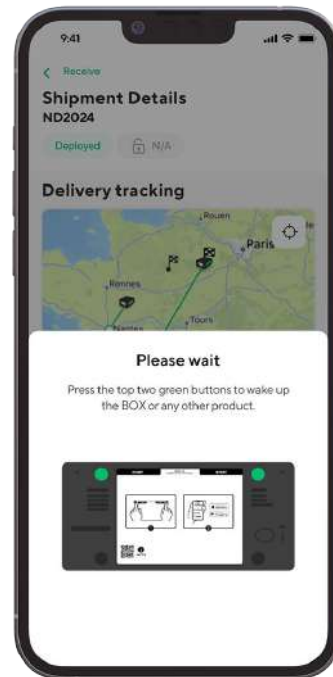 9:41
Receive
Shipment Details
ND2024
Deployed
N/A
Delivery tracking
Rouen
Paris
Rennes
Nantes
Tours
Please wait
Press the top two green buttons to wake up
the BOX or any other product.